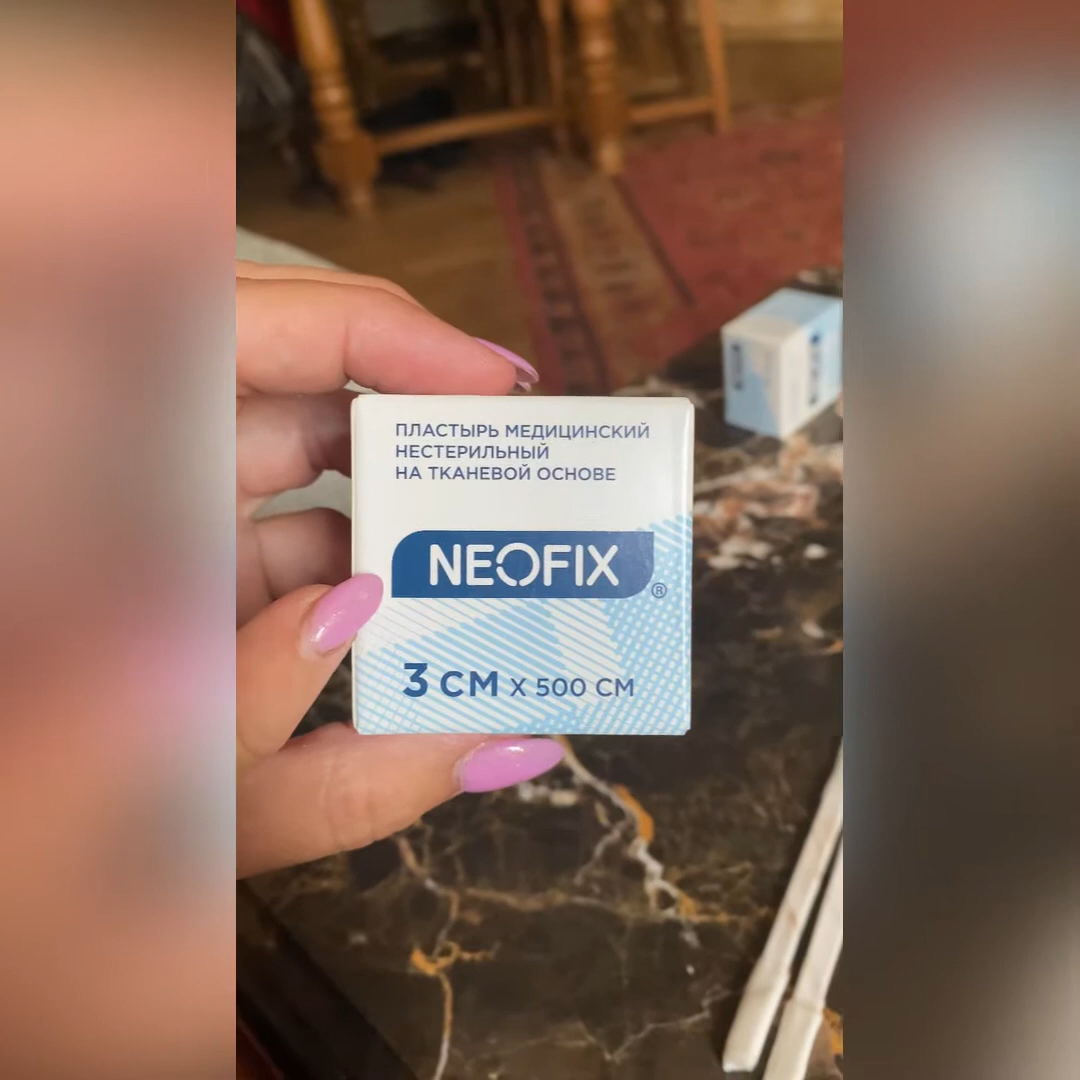 ПЛАСТЫРЬ МЕДИЦИНСКИЙ
НЕСТЕРИЛЬНЫЙ
НА ТКАНЕВОЙ ОСНОВЕ
NEOFIX
®
3 СМ X 500 СМ